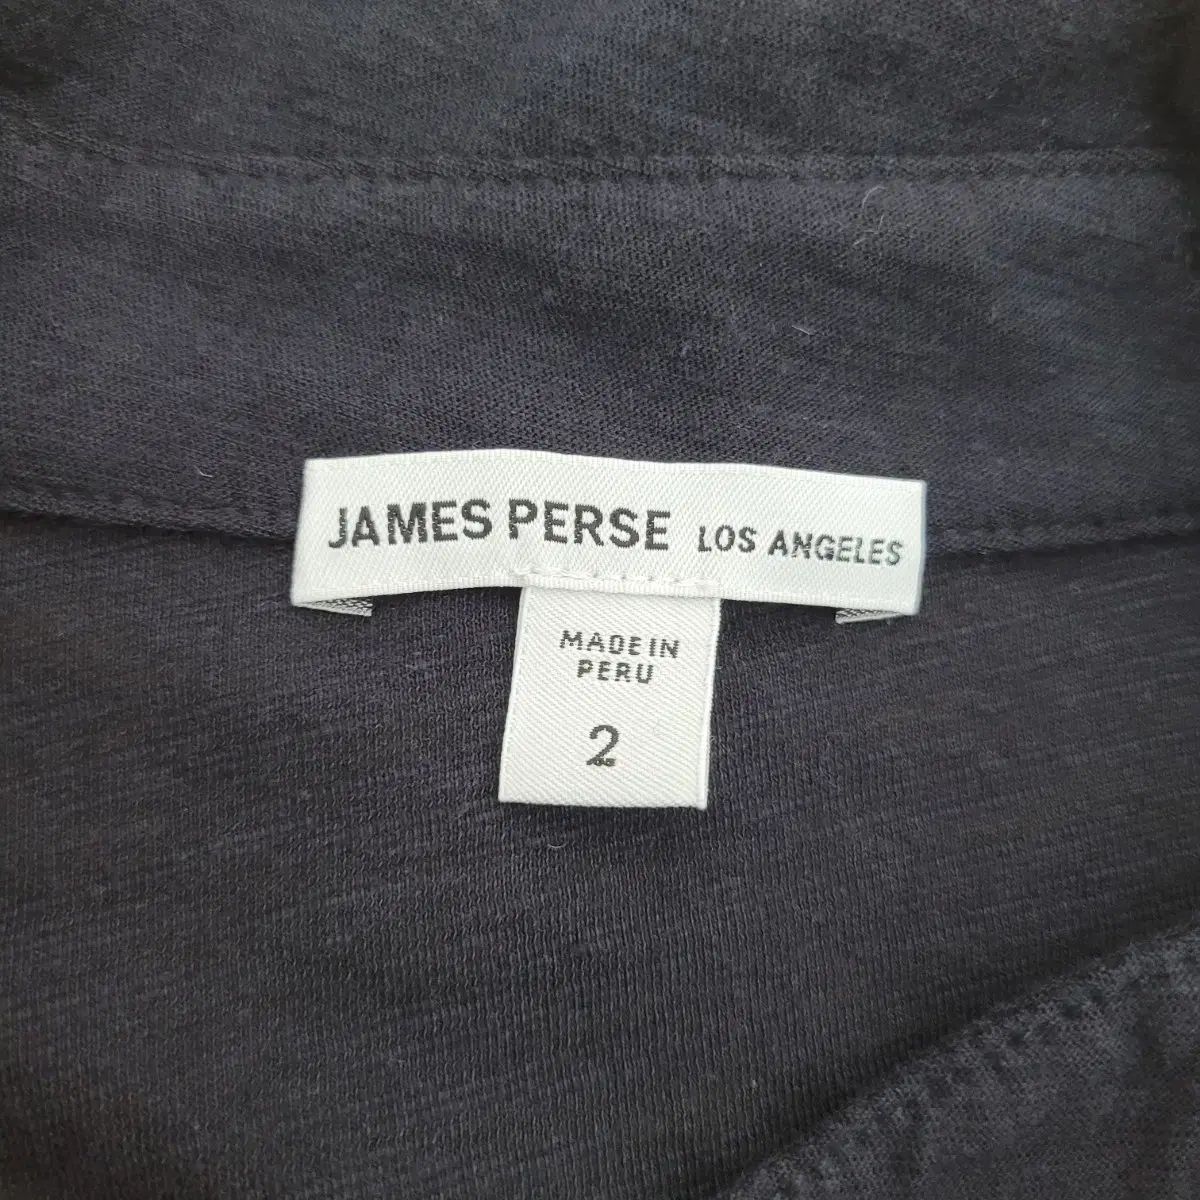 JAMES PERSE LOS ANGELES
MADE IN
PERU
2